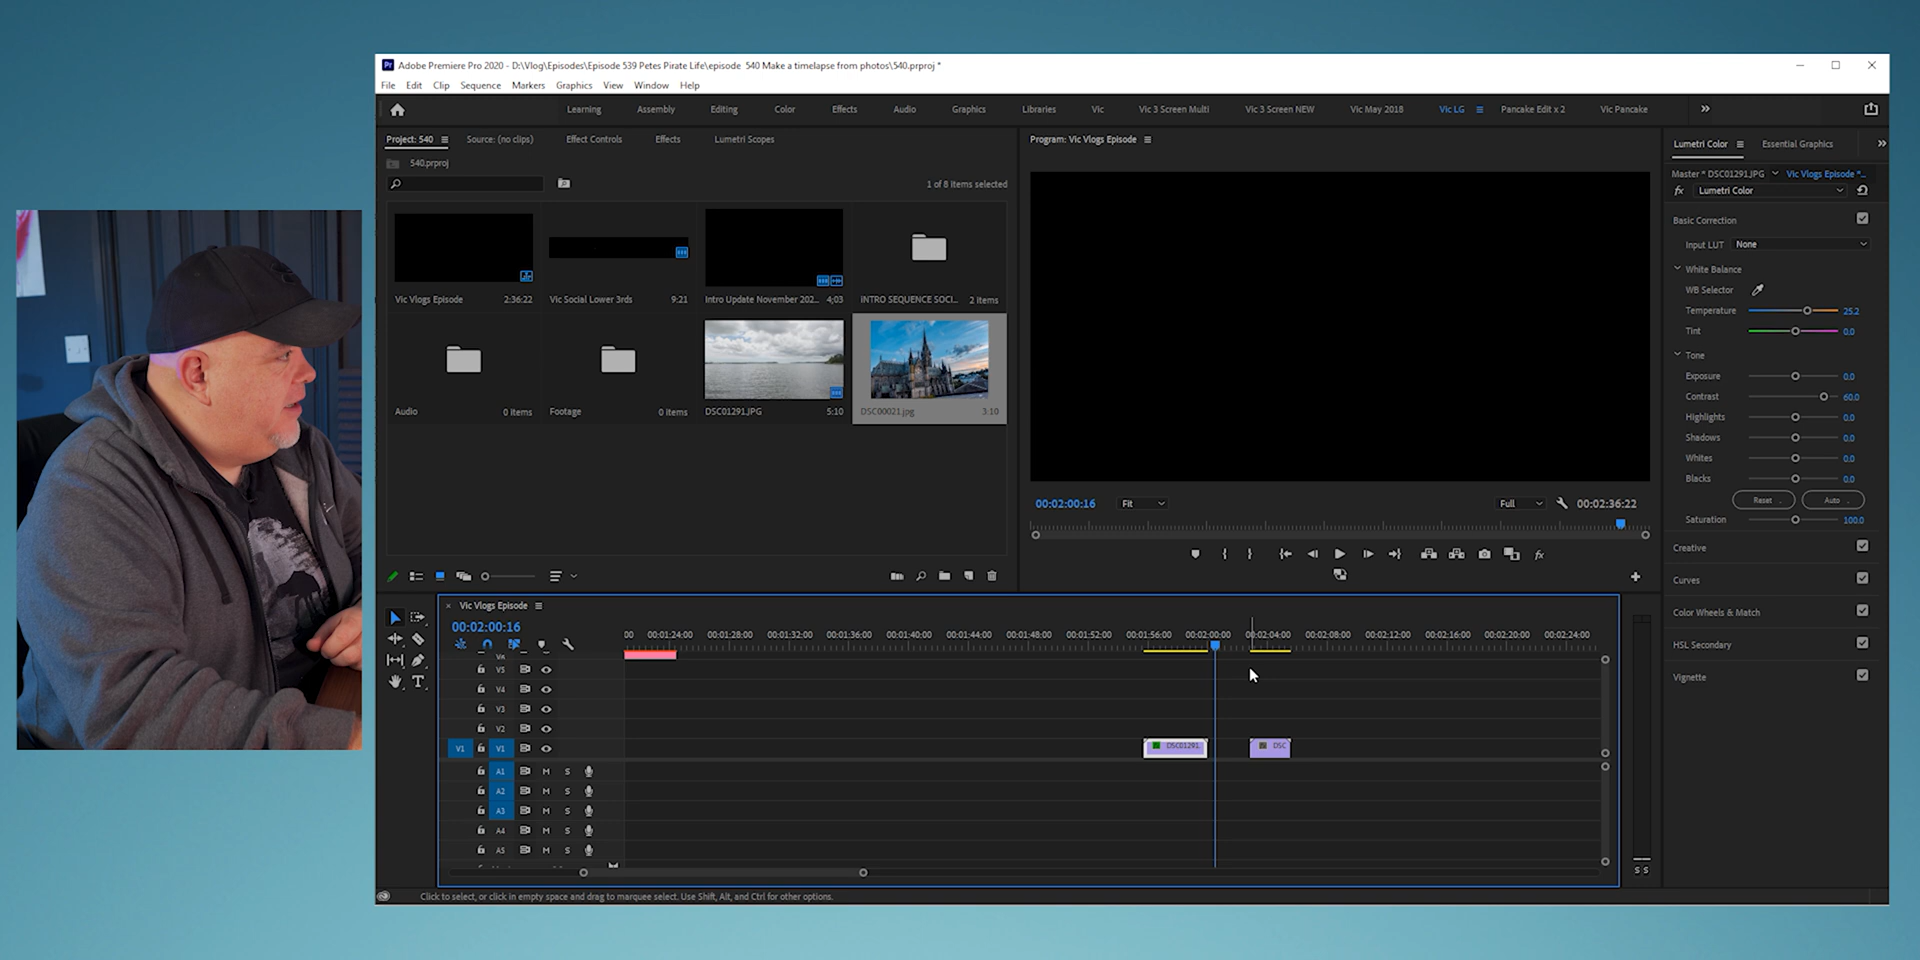 Adobe Premiere Pro 2020 - D:\Vlog\Episodes\Episode 539 Petes Pirate Life\episode 540 Make a timelapse from photos\540.prproj *
File Edit Clip Sequence Markers Graphics View Window Help
Learning Assembly Editing Color Effects Audio Graphics Libraries Vic Vic 3 Screen Multi Vic 3 Screen NEW Vic May 2018 Vic LG Pancake Edit x 2 Vic Pancake
Project: 540 Source: (no clips) Effect Controls Effects Lumetri Scopes
540.prproj
1 of 8 items selected
Vic Vlogs Episode 2:36:22
Vic Social Lower 3rds 9:21
Intro Update November 202... 4;03
INTRO SEQUENCE SOCI... 2 items
Audio 0 items
Footage 0 items
DSC01291.JPG 5:10
DSC00021.jpg 3:10
Program: Vic Vlogs Episode
00:02:00:16 Fit Full 00:02:36:22
Lumetri Color Essential Graphics
Master * DSC01291.JPG Vic Vlogs Episode *...
fx Lumetri Color
Basic Correction
Input LUT None
White Balance
WB Selector
Temperature 25.2
Tint 0.0
Tone
Exposure 0.0
Contrast 60.0
Highlights 0.0
Shadows 0.0
Whites 0.0
Blacks 0.0
Reset Auto
Saturation 100.0
Creative
Curves
Color Wheels & Match
HSL Secondary
Vignette
Vic Vlogs Episode
00:02:00:16
00 00:01:24:00 00:01:28:00 00:01:32:00 00:01:36:00 00:01:40:00 00:01:44:00 00:01:48:00 00:01:52:00 00:01:56:00 00:02:00:00 00:02:04:00 00:02:08:00 00:02:12:00 00:02:16:00 00:02:20:00 00:02:24:00
V5
V4
V3
V2
V1 V1 DSC01291. DSC
A1 M S
A2 M S
A3 M S
A4 M S
A5 M S
S S
Click to select, or click in empty space and drag to marquee select. Use Shift, Alt, and Ctrl for other options.